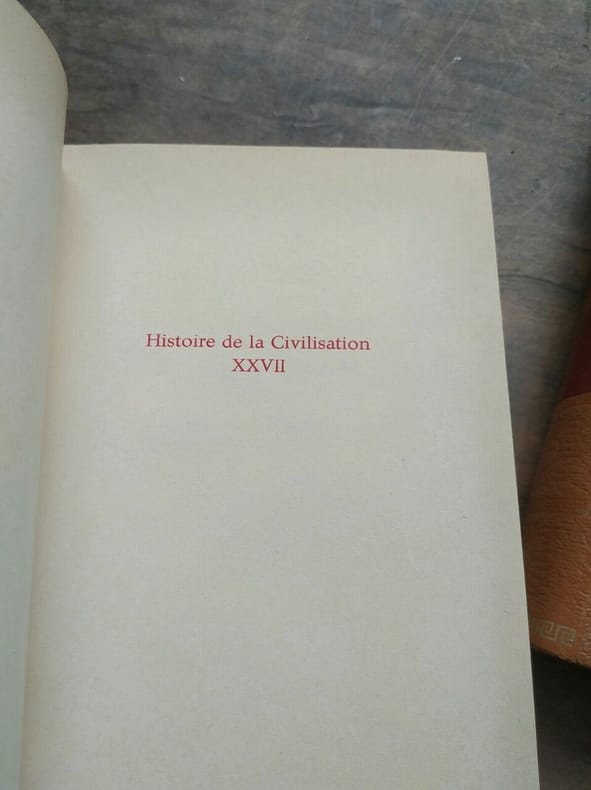 Histoire de la Civilisation
XXVII